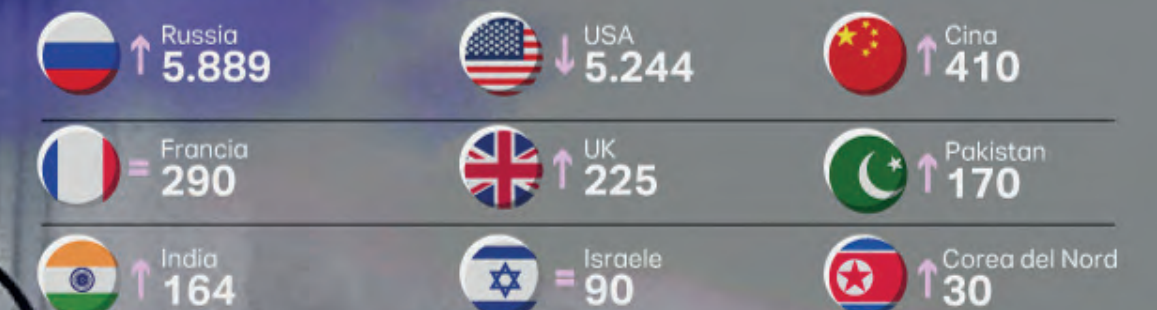 Russia
5.889
USA
5.244
Cina
410
Francia
290
UK
225
Pakistan
170
India
164
Israele
90
Corea del Nord
30